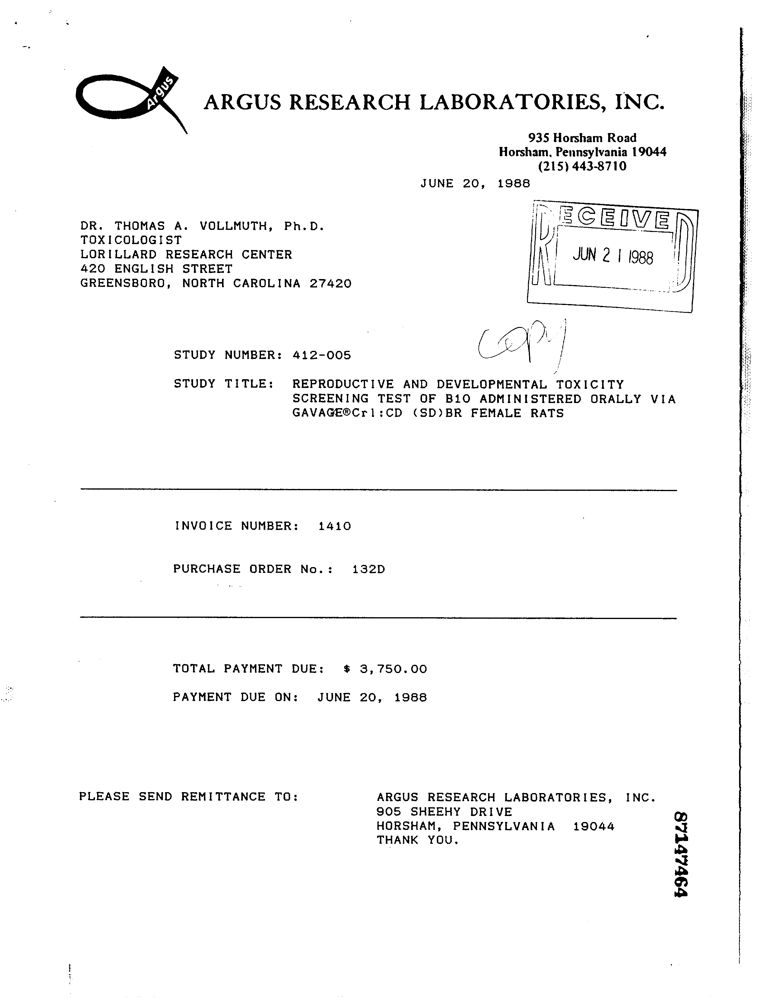 Argus
ARGUS RESEARCH LABORATORIES, INC.
935 Horsham Road
Horsham, Pennsylvania 19044
(215) 443-8710
JUNE 20, 1988
RECEIVED
JUN 21 1988
DR. THOMAS A. VOLLMUTH, Ph.D.
TOXICOLOGIST
LORILLARD RESEARCH CENTER
420 ENGLISH STREET
GREENSBORO, NORTH CAROLINA 27420
copy
STUDY NUMBER: 412-005
STUDY TITLE: REPRODUCTIVE AND DEVELOPMENTAL TOXICITY
SCREENING TEST OF B10 ADMINISTERED ORALLY VIA
GAVAGE®Crl:CD (SD)BR FEMALE RATS
INVOICE NUMBER: 1410
PURCHASE ORDER No.: 132D
TOTAL PAYMENT DUE: $ 3,750.00
PAYMENT DUE ON: JUNE 20, 1988
PLEASE SEND REMITTANCE TO: ARGUS RESEARCH LABORATORIES, INC.
905 SHEEHY DRIVE
HORSHAM, PENNSYLVANIA 19044
THANK YOU.
87147464